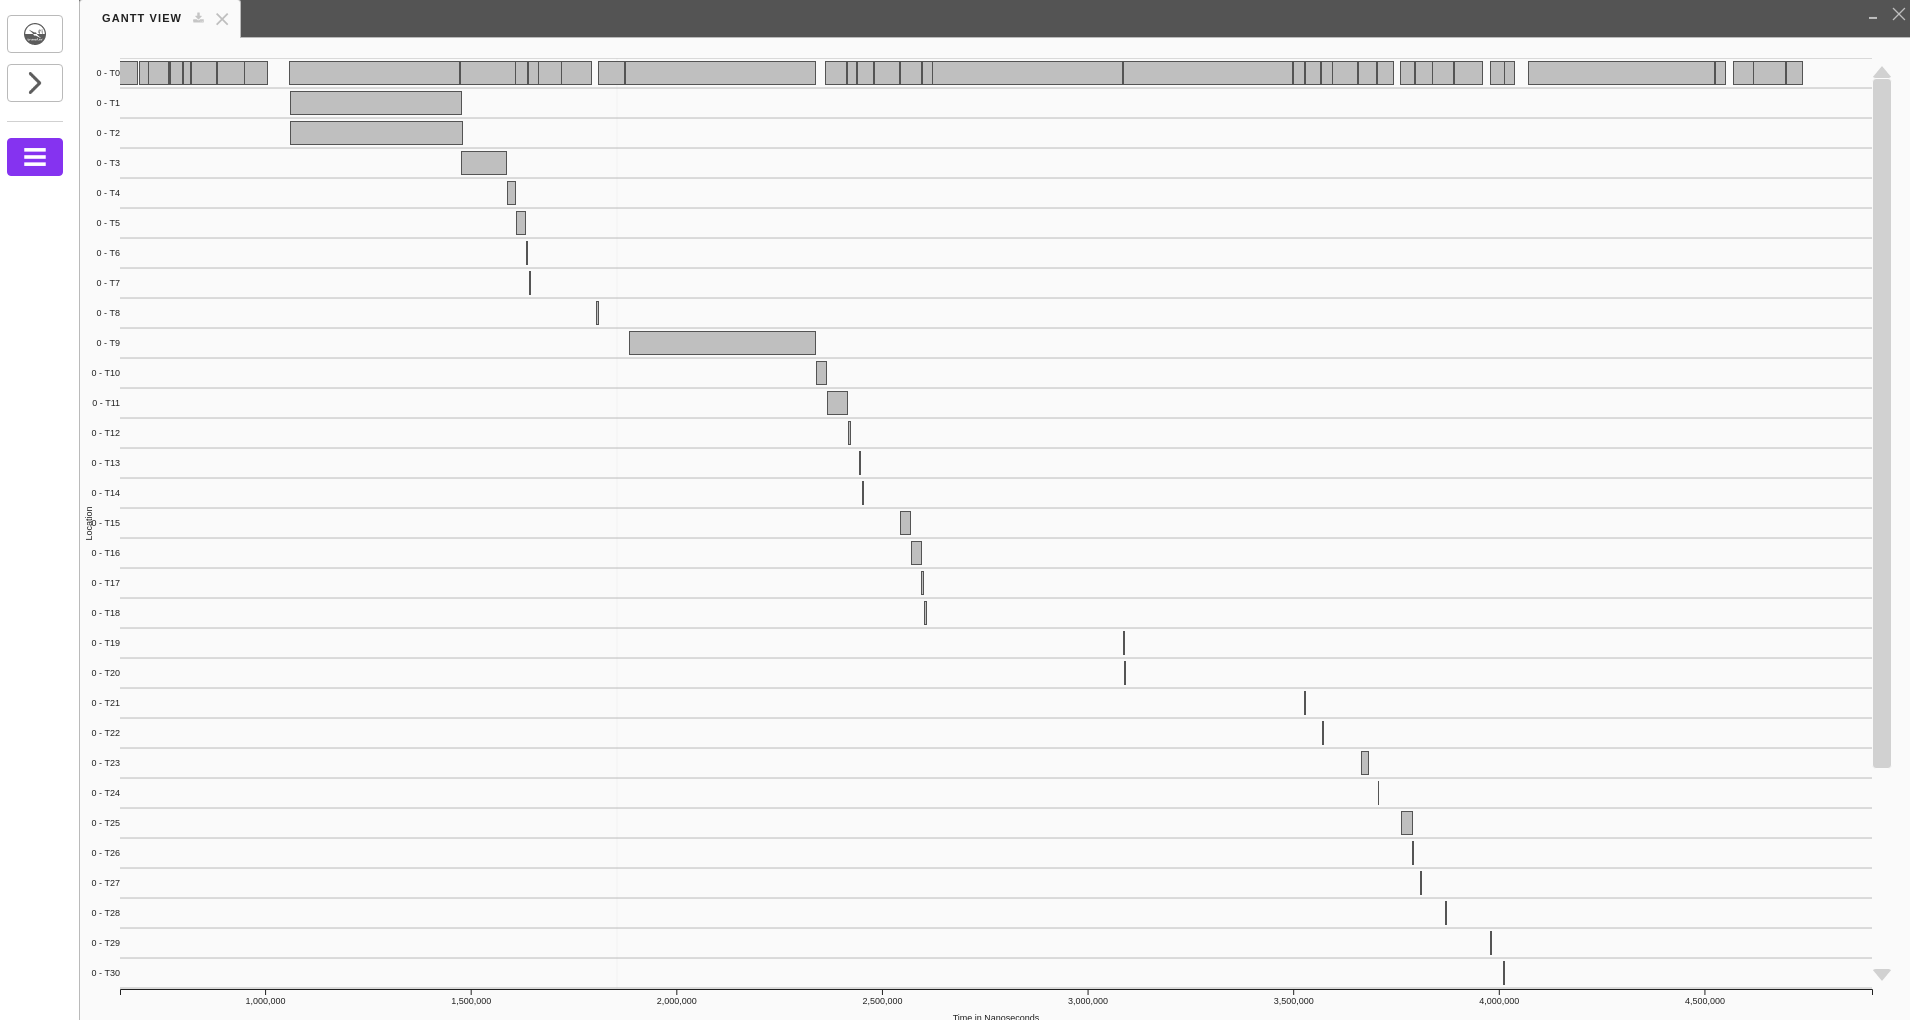 GANTT VIEW
0 - T0
0 - T1
0 - T2
0 - T3
0 - T4
0 - T5
0 - T6
0 - T7
0 - T8
0 - T9
0 - T10
0 - T11
0 - T12
0 - T13
0 - T14
Location
0 - T15
0 - T16
0 - T17
0 - T18
0 - T19
0 - T20
0 - T21
0 - T22
0 - T23
0 - T24
0 - T25
0 - T26
0 - T27
0 - T28
0 - T29
0 - T30
1,000,000 1,500,000 2,000,000 2,500,000 3,000,000 3,500,000 4,000,000 4,500,000
Time in Nanoseconds